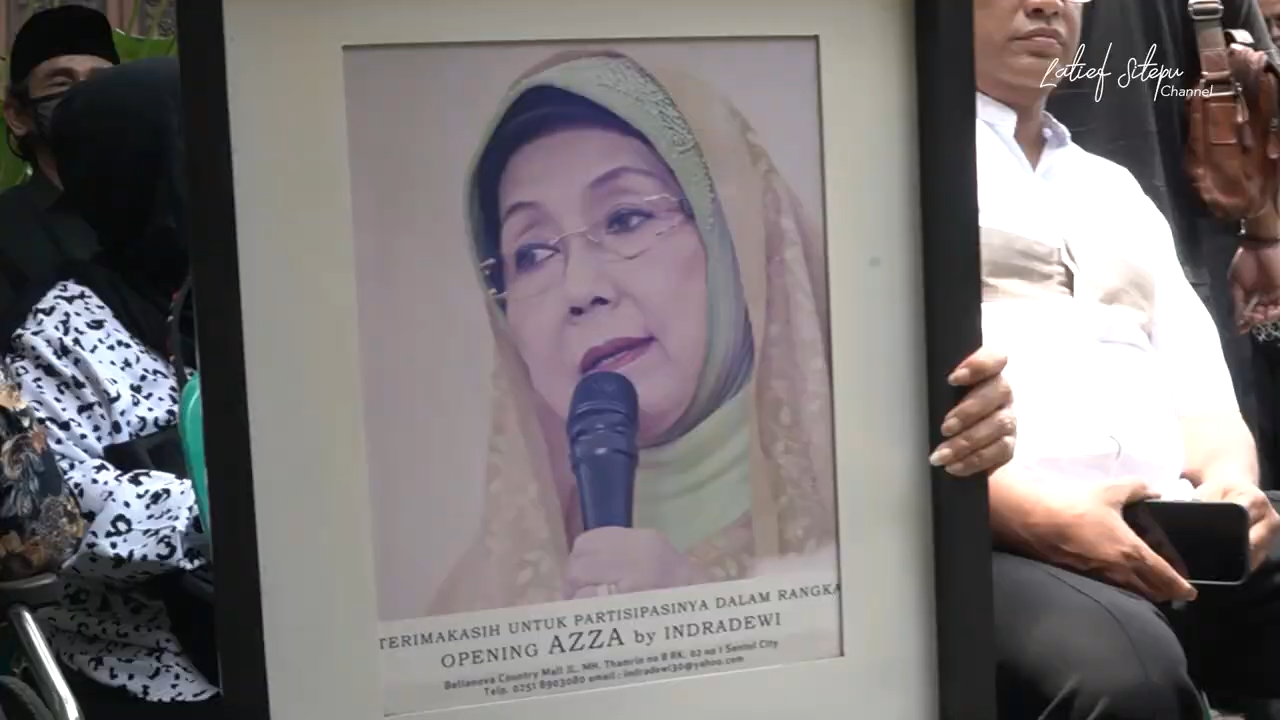 Latief Sitepu
Channel
TERIMAKASIH UNTUK PARTISIPASINYA DALAM RANGKA
OPENING AZZA by INDRADEWI
Bellanova Country Mall JL. MH. Thamrin no 8 RK. 02 no 1 Sentul City
Telp. 0251 8903080 email : indradewi30@yahoo.com